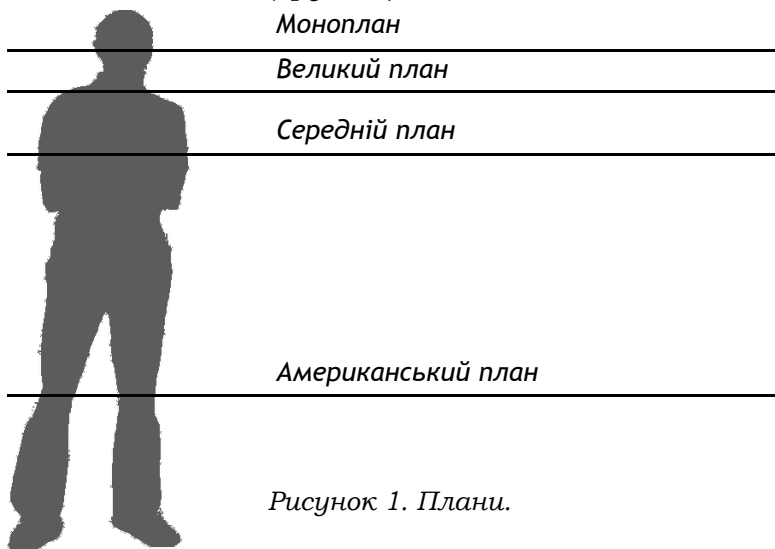 Моноплан
Великий план
Середній план
Американський план
Рисунок 1. Плани.